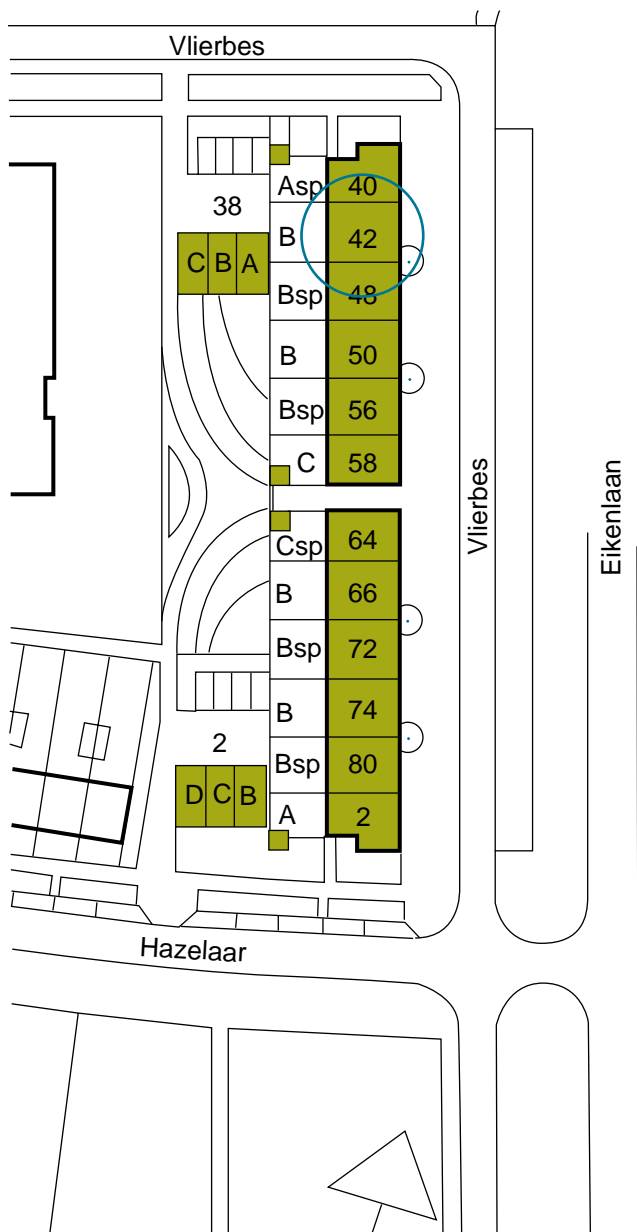 Vlierbes
Asp 40
38
B 42
C B A
Bsp 48
B 50
Bsp 56
C 58
Vlierbes
Eikenlaan
Csp 64
B 66
Bsp 72
B 74
2
Bsp 80
D C B
A 2
Hazelaar